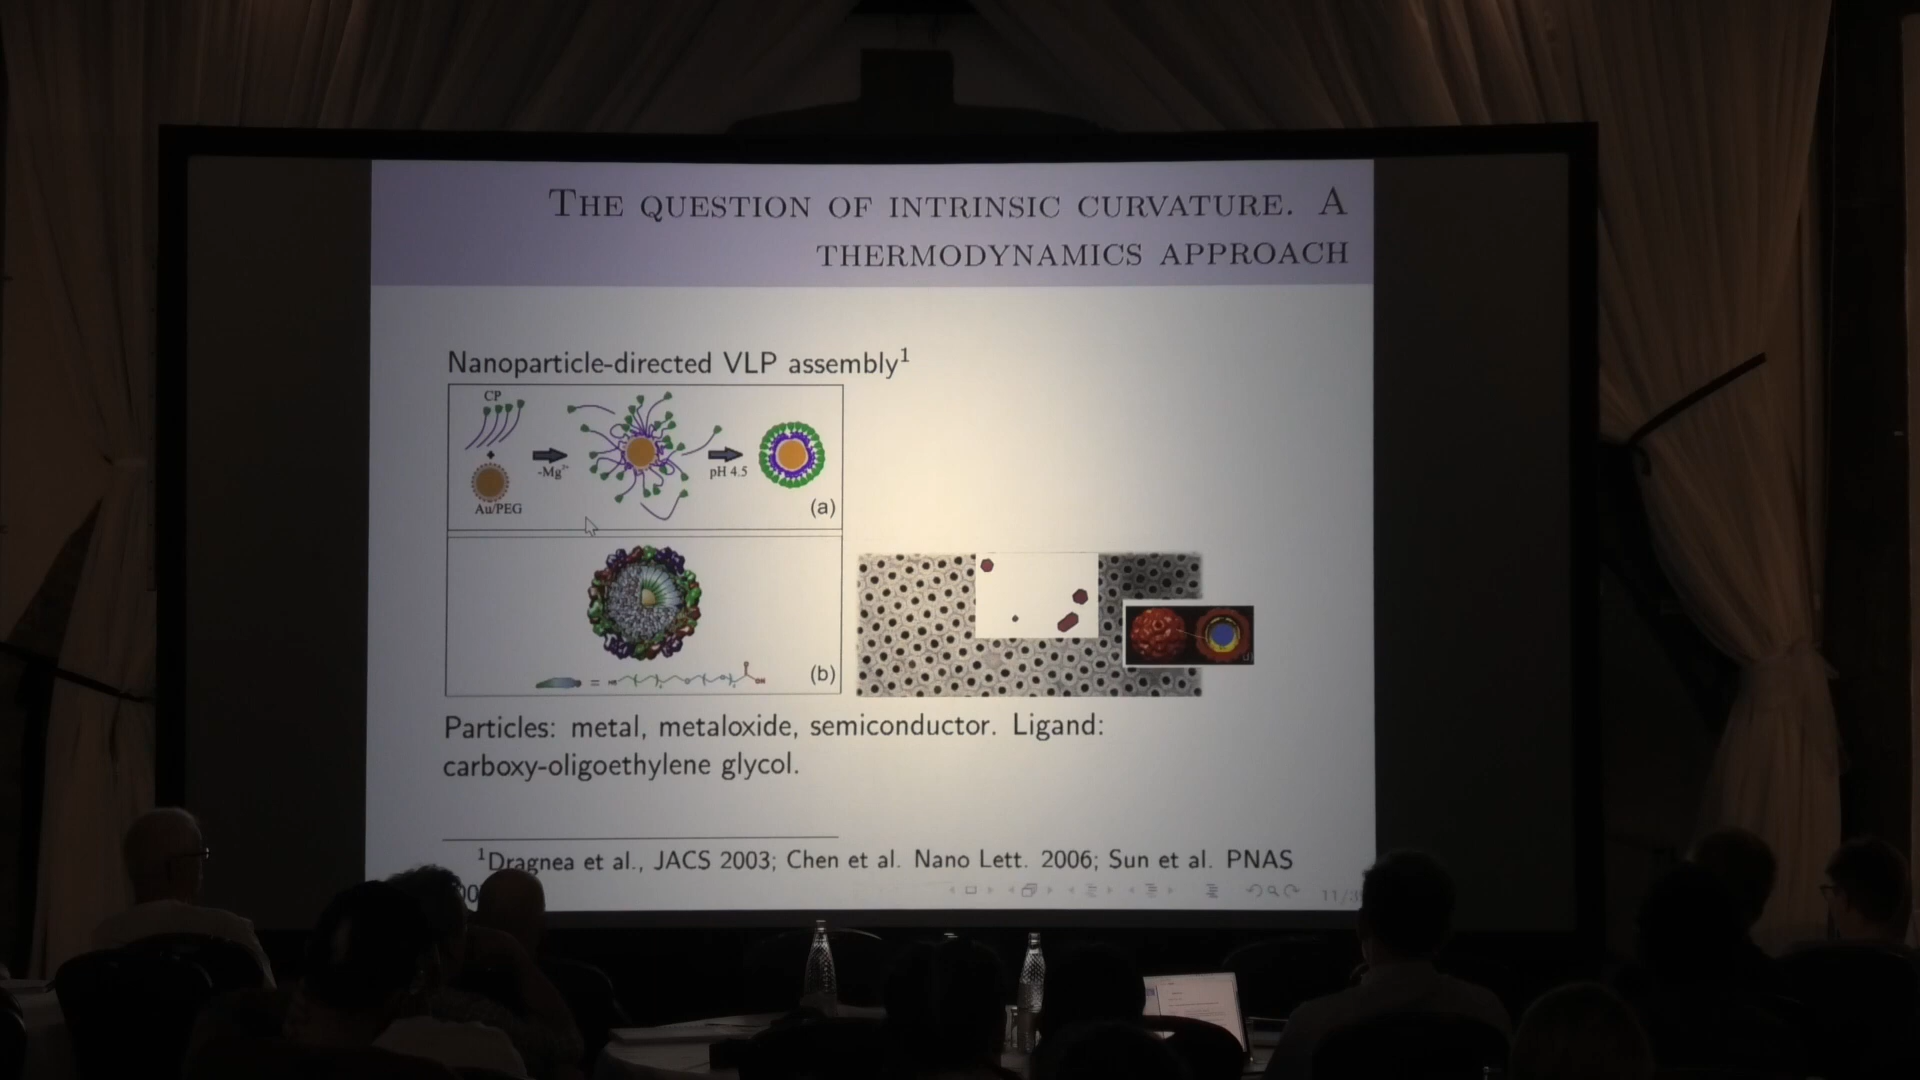 THE QUESTION OF INTRINSIC CURVATURE. A
THERMODYNAMICS APPROACH
Nanoparticle-directed VLP assembly¹
CP
+
Au/PEG
-Mg²⁺
pH 4.5
(a)
=
(b)
Particles: metal, metaloxide, semiconductor. Ligand:
carboxy-oligoethylene glycol.
¹Dragnea et al., JACS 2003; Chen et al. Nano Lett. 2006; Sun et al. PNAS